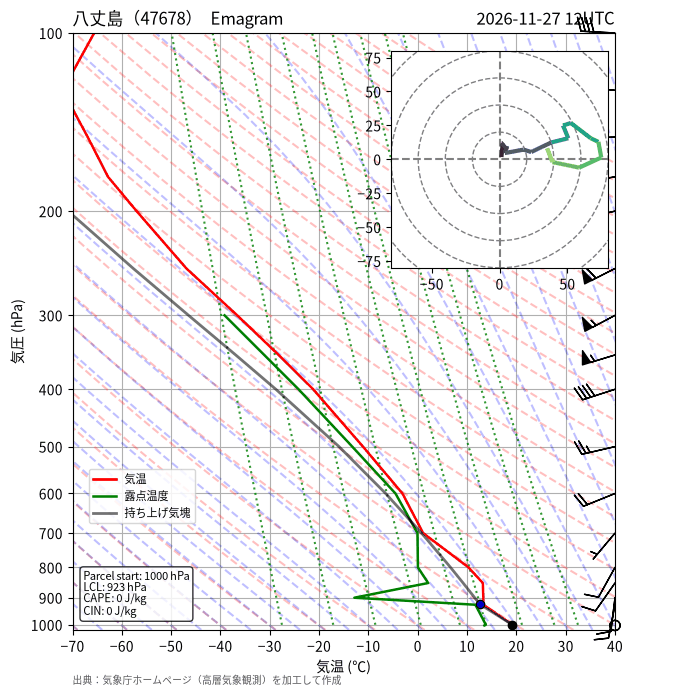 八丈島（47678） Emagram
2026-11-27 12UTC
100
200
300
400
500
600
700
800
900
1000
気圧 (hPa)
75
50
25
0
−25
−50
−75
−50
0
50
気温
露点温度
持ち上げ気塊
Parcel start: 1000 hPa
LCL: 923 hPa
CAPE: 0 J/kg
CIN: 0 J/kg
−70
−60
−50
−40
−30
−20
−10
0
10
20
30
40
気温 (°C)
出典：気象庁ホームページ（高層気象観測）を加工して作成